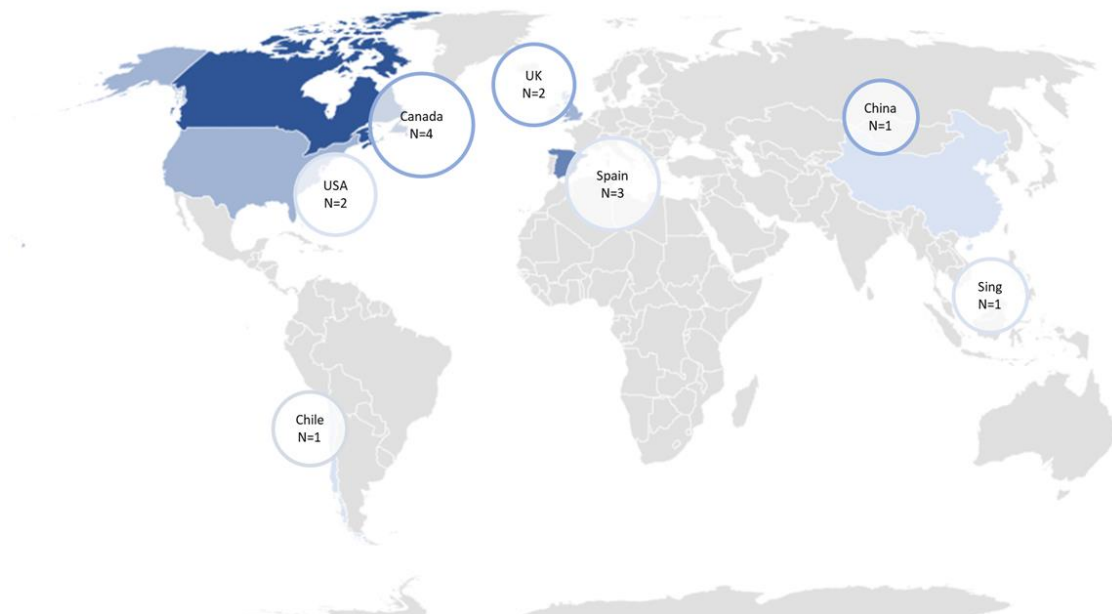 UK
N=2
China
N=1
Canada
N=4
USA
N=2
Spain
N=3
Sing
N=1
Chile
N=1